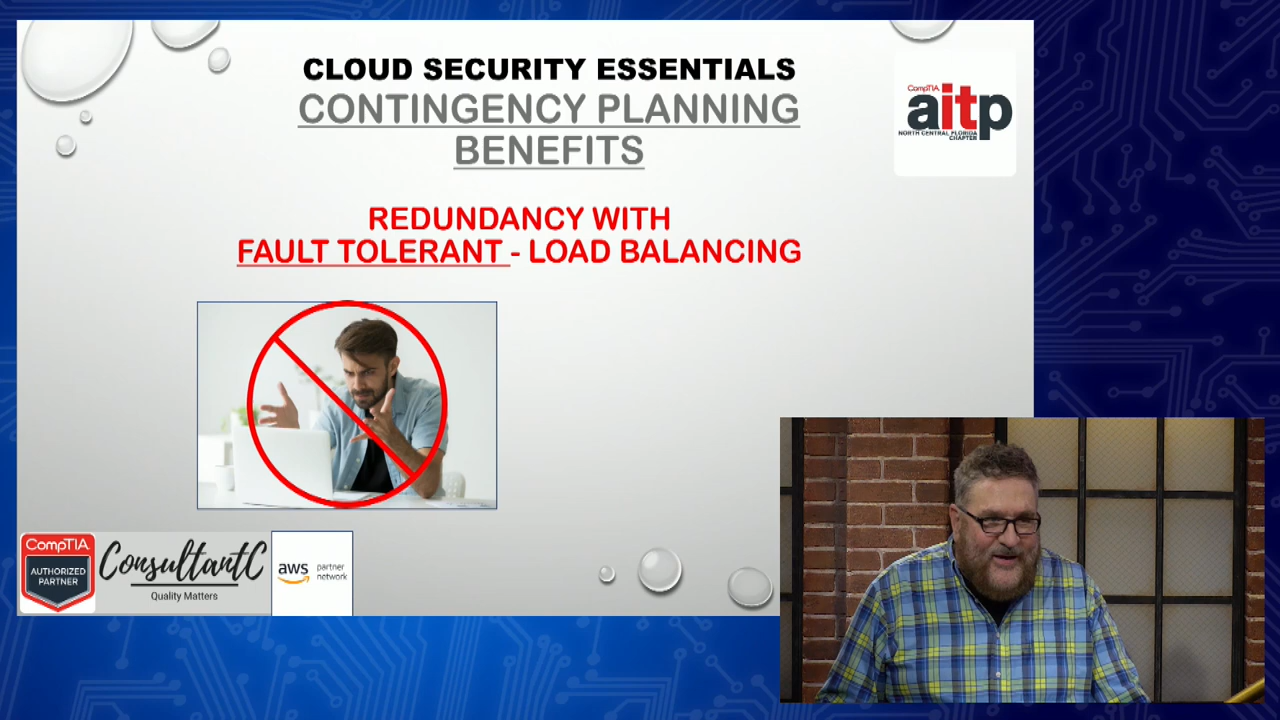 CLOUD SECURITY ESSENTIALS
CONTINGENCY PLANNING
BENEFITS
CompTIA
aitp
NORTH CENTRAL FLORIDA
CHAPTER
REDUNDANCY WITH
FAULT TOLERANT - LOAD BALANCING
CompTIA
AUTHORIZED
PARTNER
ConsultantC
Quality Matters
aws
partner
network